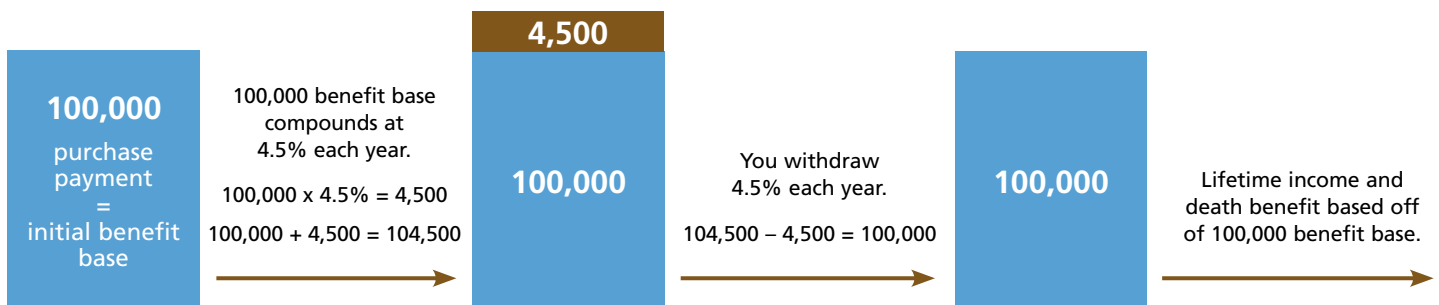 100,000
purchase
payment
=
initial benefit
base
100,000 benefit base
compounds at
4.5% each year.
100,000 x 4.5% = 4,500
100,000 + 4,500 = 104,500
4,500
100,000
You withdraw
4.5% each year.
104,500 – 4,500 = 100,000
100,000
Lifetime income and
death benefit based off
of 100,000 benefit base.